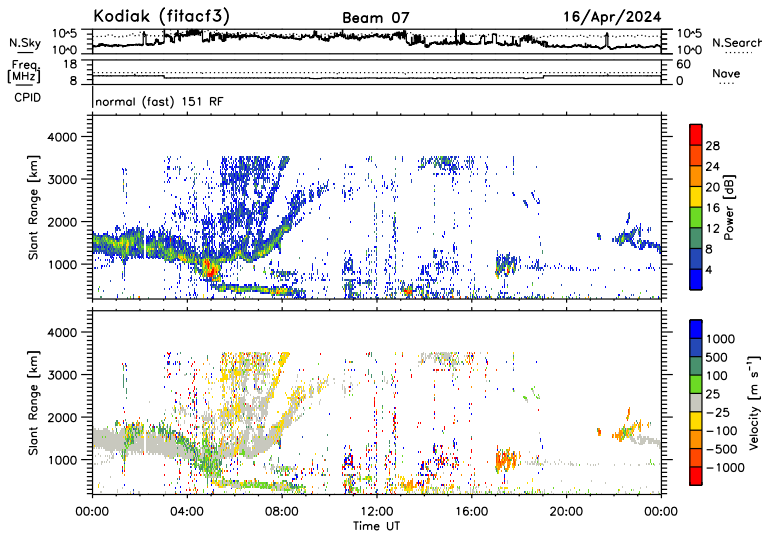 Kodiak (fitacf3) Beam 07 16/Apr/2024
N.Sky 10^5 10^0 10^5 10^0 N.Search
Freq. [MHz] 18 8 60 0 Nave
CPID normal (fast) 151 RF
Slant Range [km] 4000 3000 2000 1000
28 24 20 16 12 8 4 Power [dB]
Slant Range [km] 4000 3000 2000 1000
1000 500 100 25 -25 -100 -500 -1000 Velocity [m s⁻¹]
00:00 04:00 08:00 12:00 16:00 20:00 00:00
Time UT